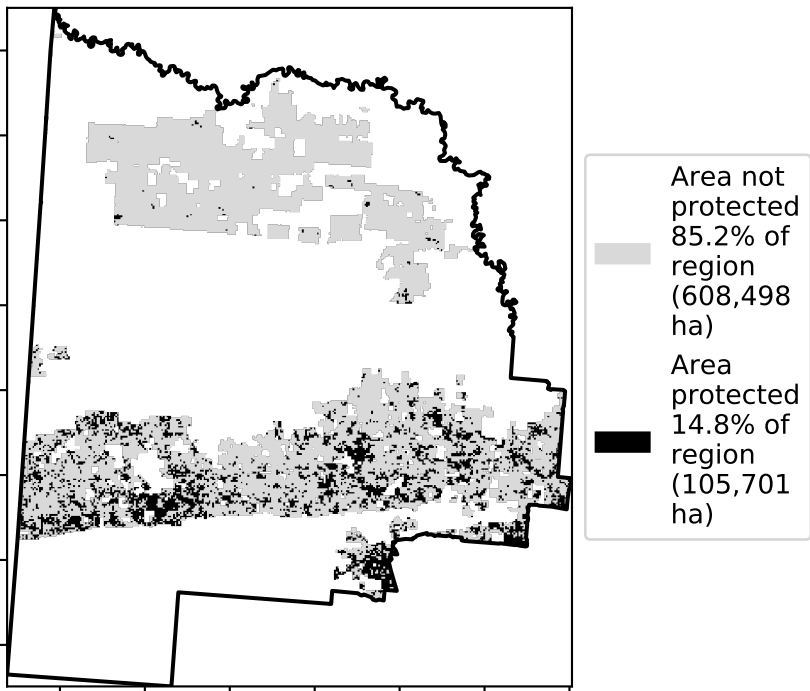 Area not
protected
85.2% of
region
(608,498
ha)
Area
protected
14.8% of
region
(105,701
ha)